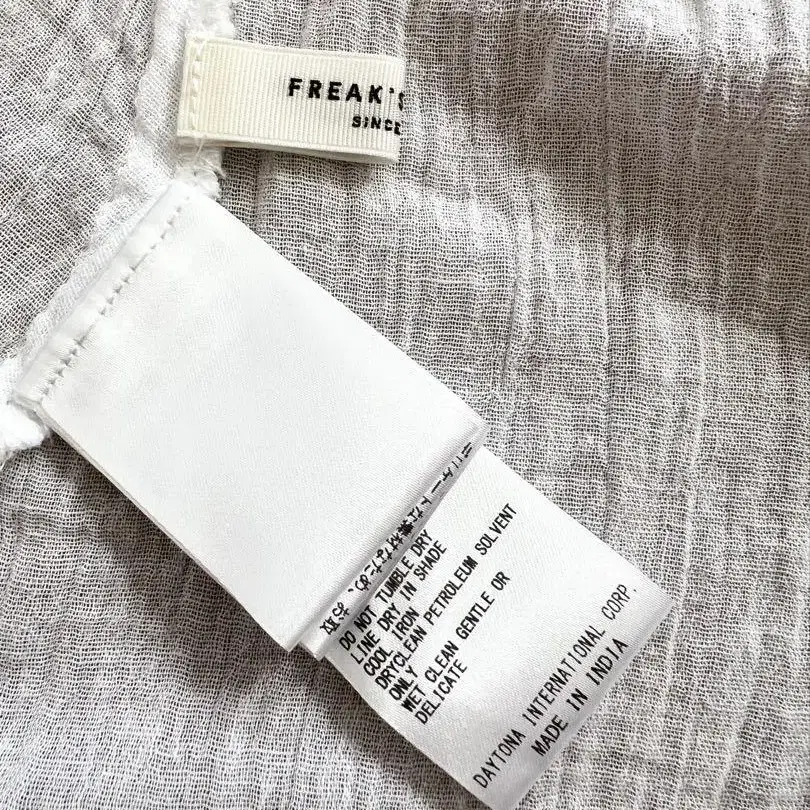 FREAK'S
SINCE
DO NOT TUMBLE DRY
LINE DRY IN SHADE
COOL IRON
DRYCLEAN PETROLEUM SOLVENT
ONLY
WET CLEAN GENTLE OR
DELICATE
DAYTONA INTERNATIONAL CORP.
MADE IN INDIA